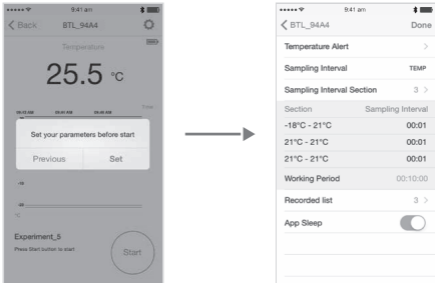 9:41 am
Back BTL_94A4
Temperature
25.5 °C
Set your parameters before start
Previous Set
°C
Experiment_5
Press Start button to start
Start
9:41 am
BTL_94A4 Done
Temperature Alert
Sampling Interval TEMP
Sampling Interval Section 3
Section Sampling Interval
-18°C - 21°C 00:01
21°C - 21°C 00:01
21°C - 21°C 00:01
Working Period 00:10:00
Recorded list 3
App Sleep